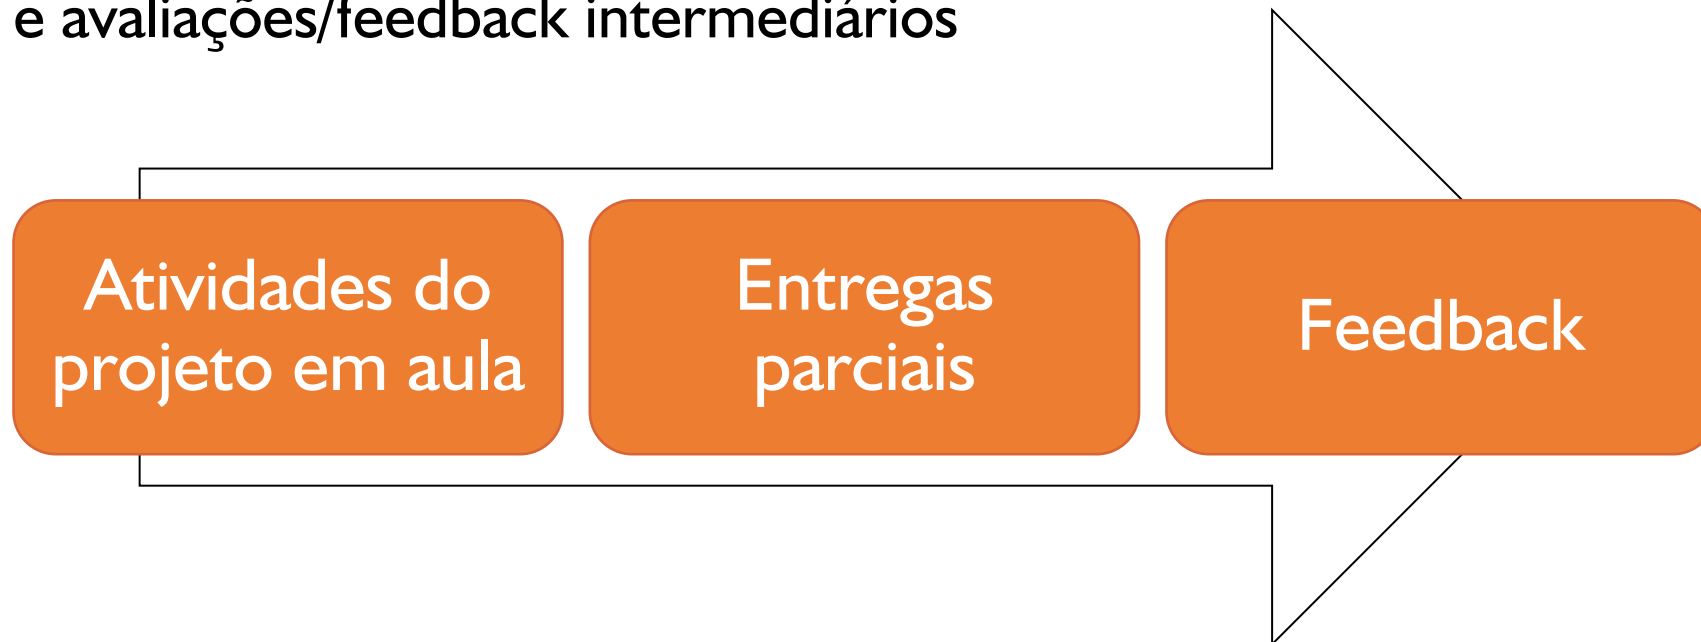 e avaliações/feedback intermediários
Atividades do
projeto em aula
Entregas
parciais
Feedback